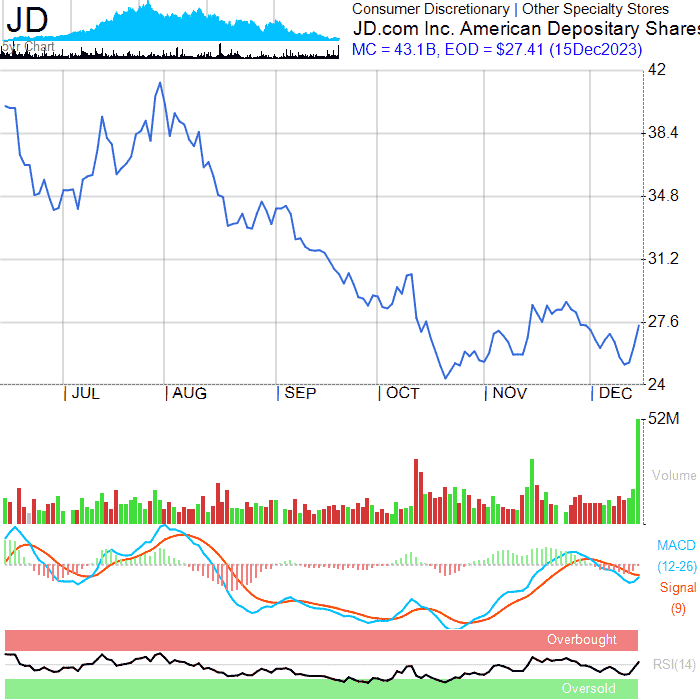 JD
Consumer Discretionary | Other Specialty Stores
JD.com Inc. American Depositary Shares
MC = 43.1B, EOD = $27.41 (15Dec2023)
Chart
42
38.4
34.8
31.2
27.6
24
JUL
AUG
SEP
OCT
NOV
DEC
52M
Volume
MACD
(12-26)
Signal
(9)
Overbought
RSI(14)
Oversold